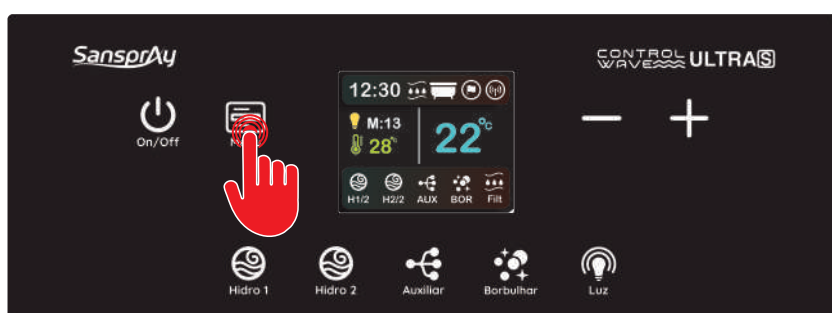 SansprAy
CONTROL
WAVE ULTRA S
On/Off
12:30
M:13
28°
22°c
H1/2 H2/2 AUX BOR Filt
Hidro 1 Hidro 2 Auxiliar Borbulhar Luz